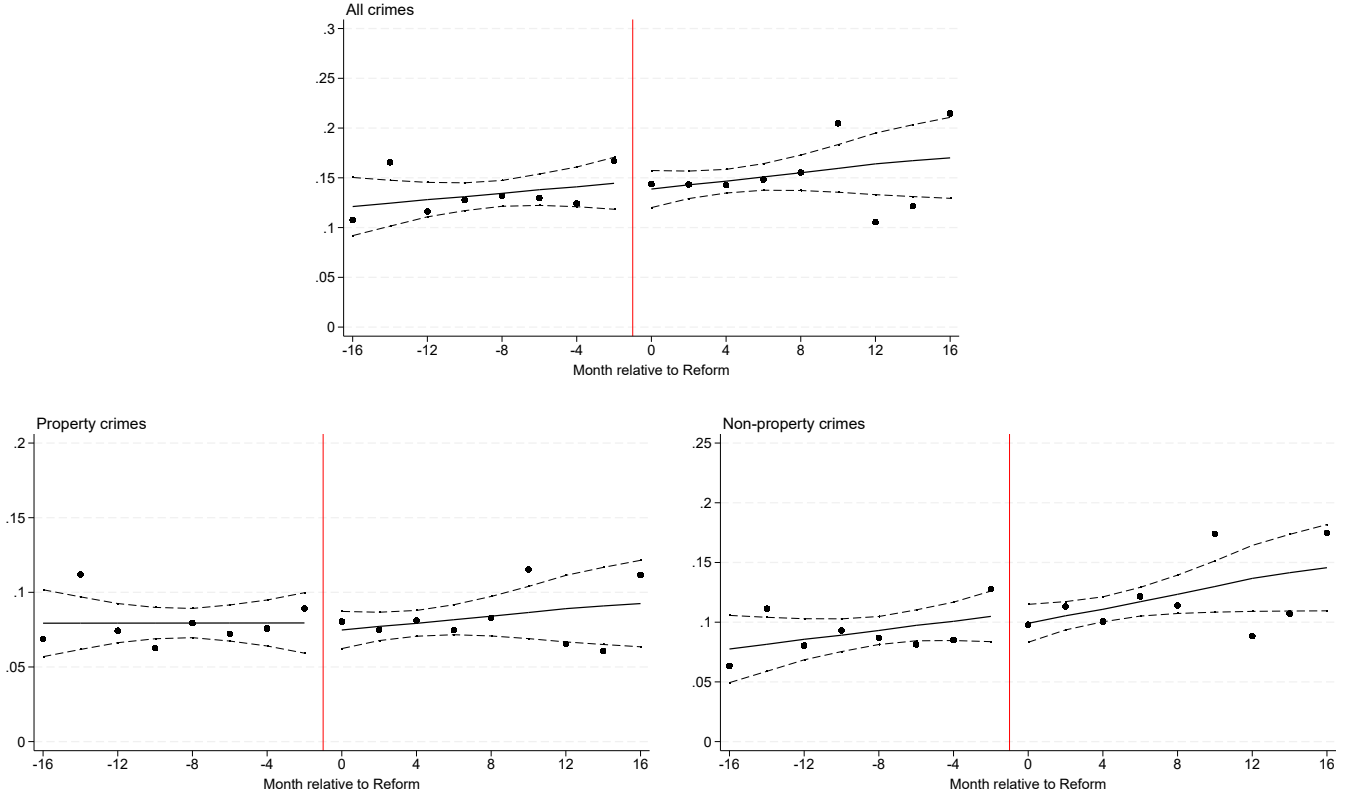 All crimes
.3
.25
.2
.15
.1
.05
0
-16 -12 -8 -4 0 4 8 12 16
Month relative to Reform
Property crimes
.2
.15
.1
.05
0
-16 -12 -8 -4 0 4 8 12 16
Month relative to Reform
Non-property crimes
.25
.2
.15
.1
.05
0
-16 -12 -8 -4 0 4 8 12 16
Month relative to Reform